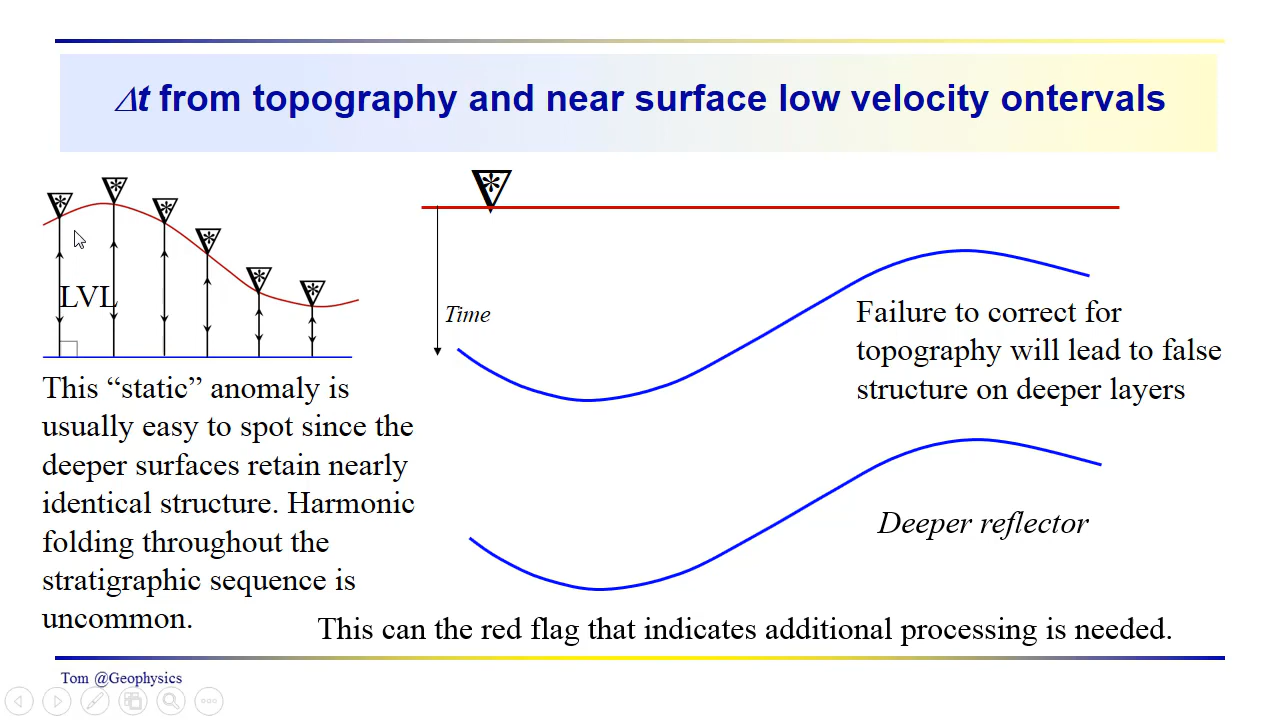 Δt from topography and near surface low velocity ontervals
LVL
Time
This “static” anomaly is
usually easy to spot since the
deeper surfaces retain nearly
identical structure. Harmonic
folding throughout the
stratigraphic sequence is
uncommon.
Failure to correct for
topography will lead to false
structure on deeper layers
Deeper reflector
This can the red flag that indicates additional processing is needed.
Tom @Geophysics